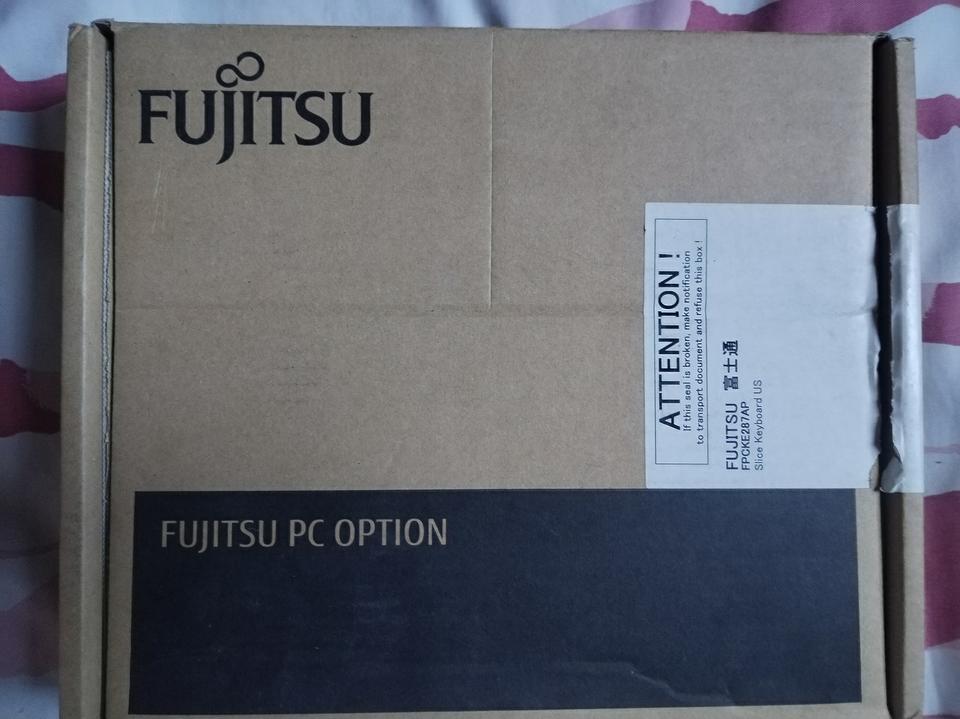 FUJITSU
ATTENTION !
If this seal is broken, make notification
to transport document and refuse this box !
FUJITSU 富士通
FPCKE287AP
Slice Keyboard US
FUJITSU PC OPTION